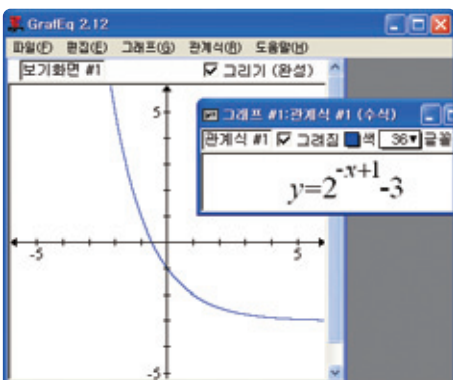 GrafEq 2.12
파일(F) 편집(E) 그래프(G) 관계식(R) 도움말(H)
보기화면 #1 그리기 (완성)
그래프 #1:관계식 #1 (수식)
관계식 #1 그려짐 색 36 글꼴
y=2^{-x+1}-3
5
-5 5
-5